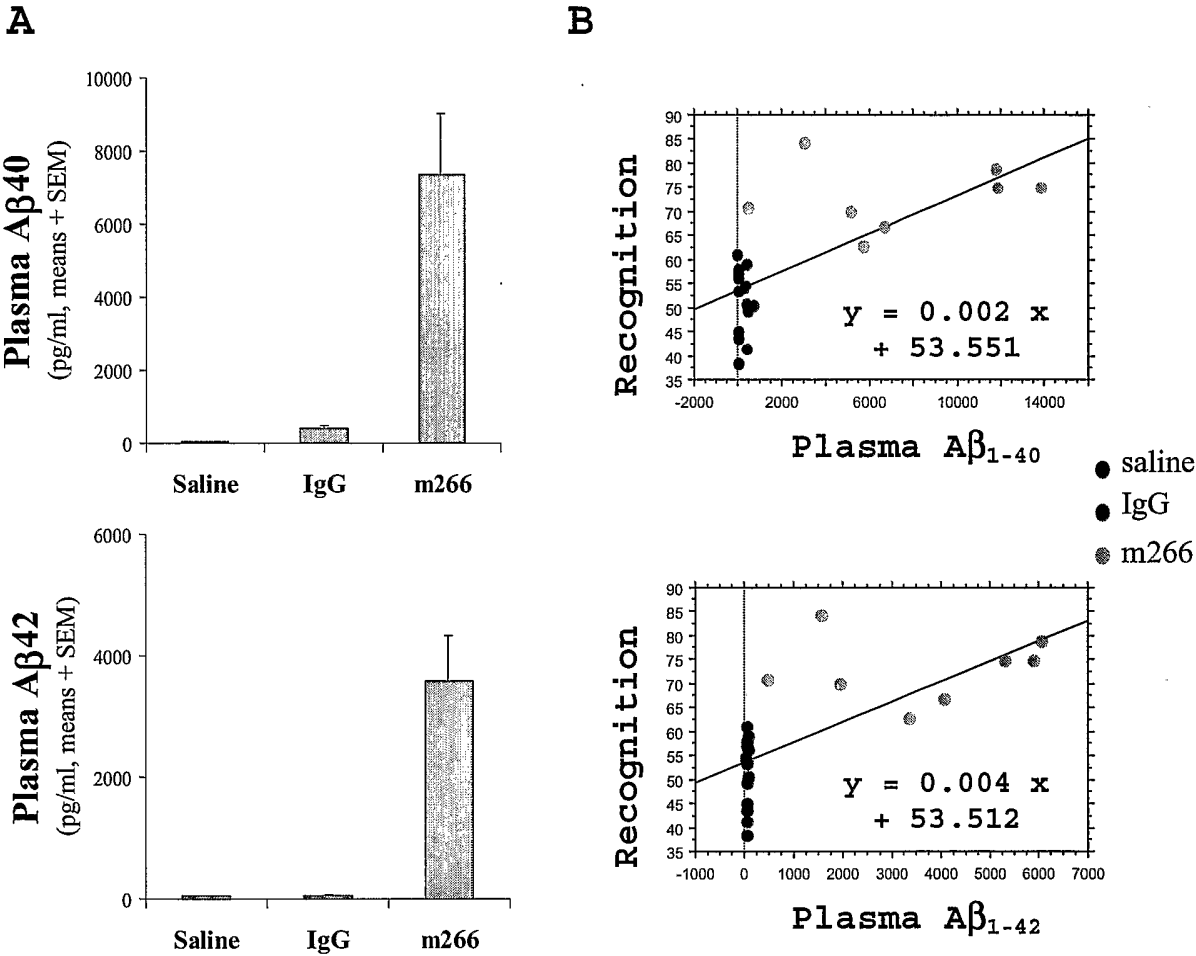 A
B
Plasma Aβ40
(pg/ml, means + SEM)
10000
8000
6000
4000
2000
0
Saline IgG m266
Recognition
90
85
80
75
70
65
60
55
50
45
40
35
y = 0.002 x
+ 53.551
-2000 2000 6000 10000 14000
Plasma Aβ1-40
saline
IgG
m266
Plasma Aβ42
(pg/ml, means + SEM)
6000
4000
2000
0
Saline IgG m266
Recognition
90
85
80
75
70
65
60
55
50
45
40
35
y = 0.004 x
+ 53.512
-1000 0 1000 2000 3000 4000 5000 6000 7000
Plasma Aβ1-42